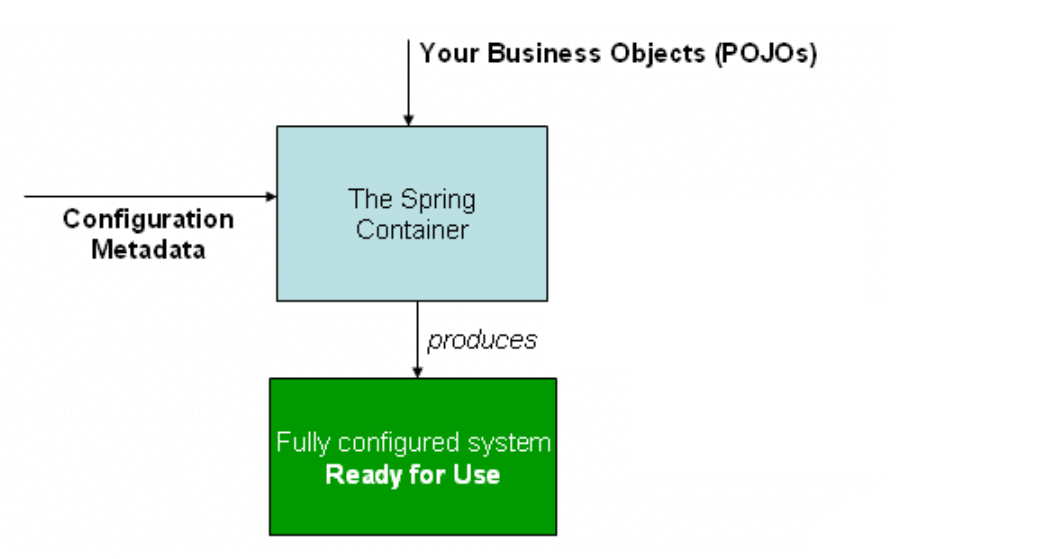 Your Business Objects (POJOs)
The Spring
Container
Configuration
Metadata
produces
Fully configured system
Ready for Use